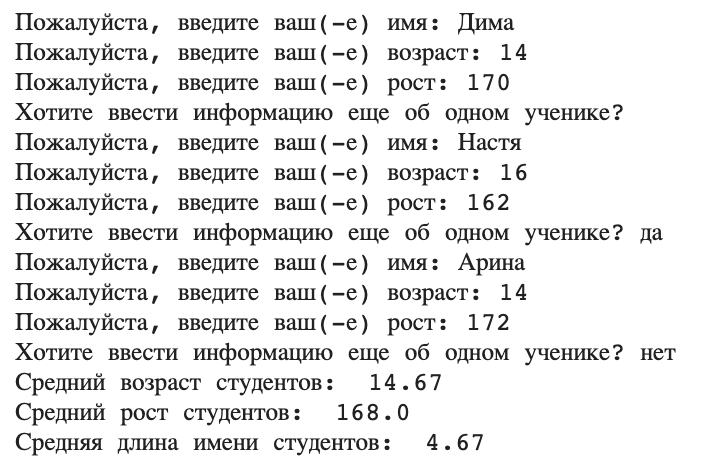 Пожалуйста, введите ваш(-е) имя: Дима
Пожалуйста, введите ваш(-е) возраст: 14
Пожалуйста, введите ваш(-е) рост: 170
Хотите ввести информацию еще об одном ученике?
Пожалуйста, введите ваш(-е) имя: Настя
Пожалуйста, введите ваш(-е) возраст: 16
Пожалуйста, введите ваш(-е) рост: 162
Хотите ввести информацию еще об одном ученике? да
Пожалуйста, введите ваш(-е) имя: Арина
Пожалуйста, введите ваш(-е) возраст: 14
Пожалуйста, введите ваш(-е) рост: 172
Хотите ввести информацию еще об одном ученике? нет
Средний возраст студентов:  14.67
Средний рост студентов:  168.0
Средняя длина имени студентов:  4.67